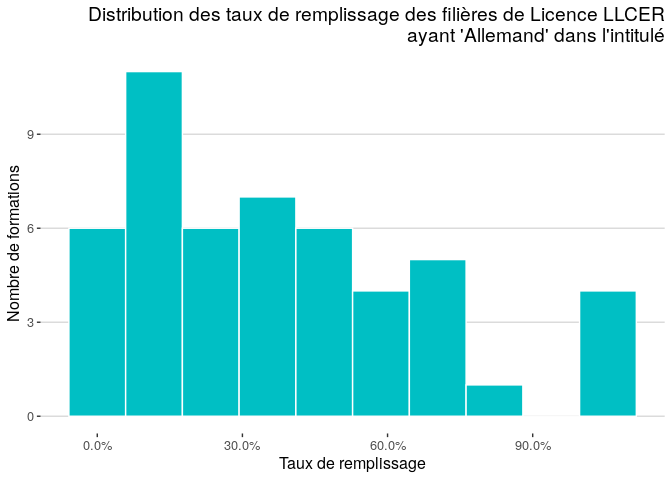 Distribution des taux de remplissage des filières de Licence LLCER
ayant 'Allemand' dans l'intitulé
Nombre de formations
9
6
3
0
0.0%
30.0%
60.0%
90.0%
Taux de remplissage